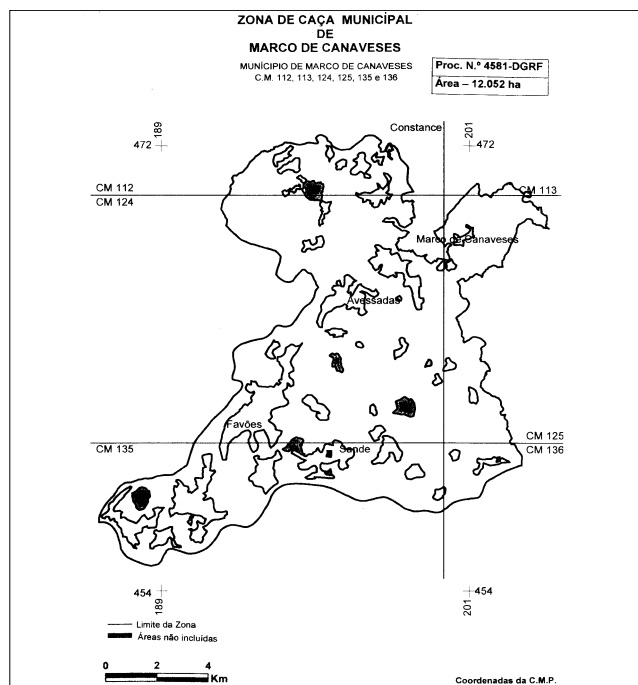 ZONA DE CAÇA MUNICÍPAL
DE
MARCO DE CANAVESES
MUNÍCIPIO DE MARCO DE CANAVESES
C.M. 112, 113, 124, 125, 135 e 136
Proc. N.º 4581-DGRF
Área – 12.052 ha
Constance
189
201
472
472
CM 112
CM 113
CM 124
Marco de Canaveses
Avessadas
Favões
CM 125
CM 135
Sande
CM 136
454
454
189
201
Limite da Zona
Áreas não incluídas
0 2 4
Km
Coordenadas da C.M.P.